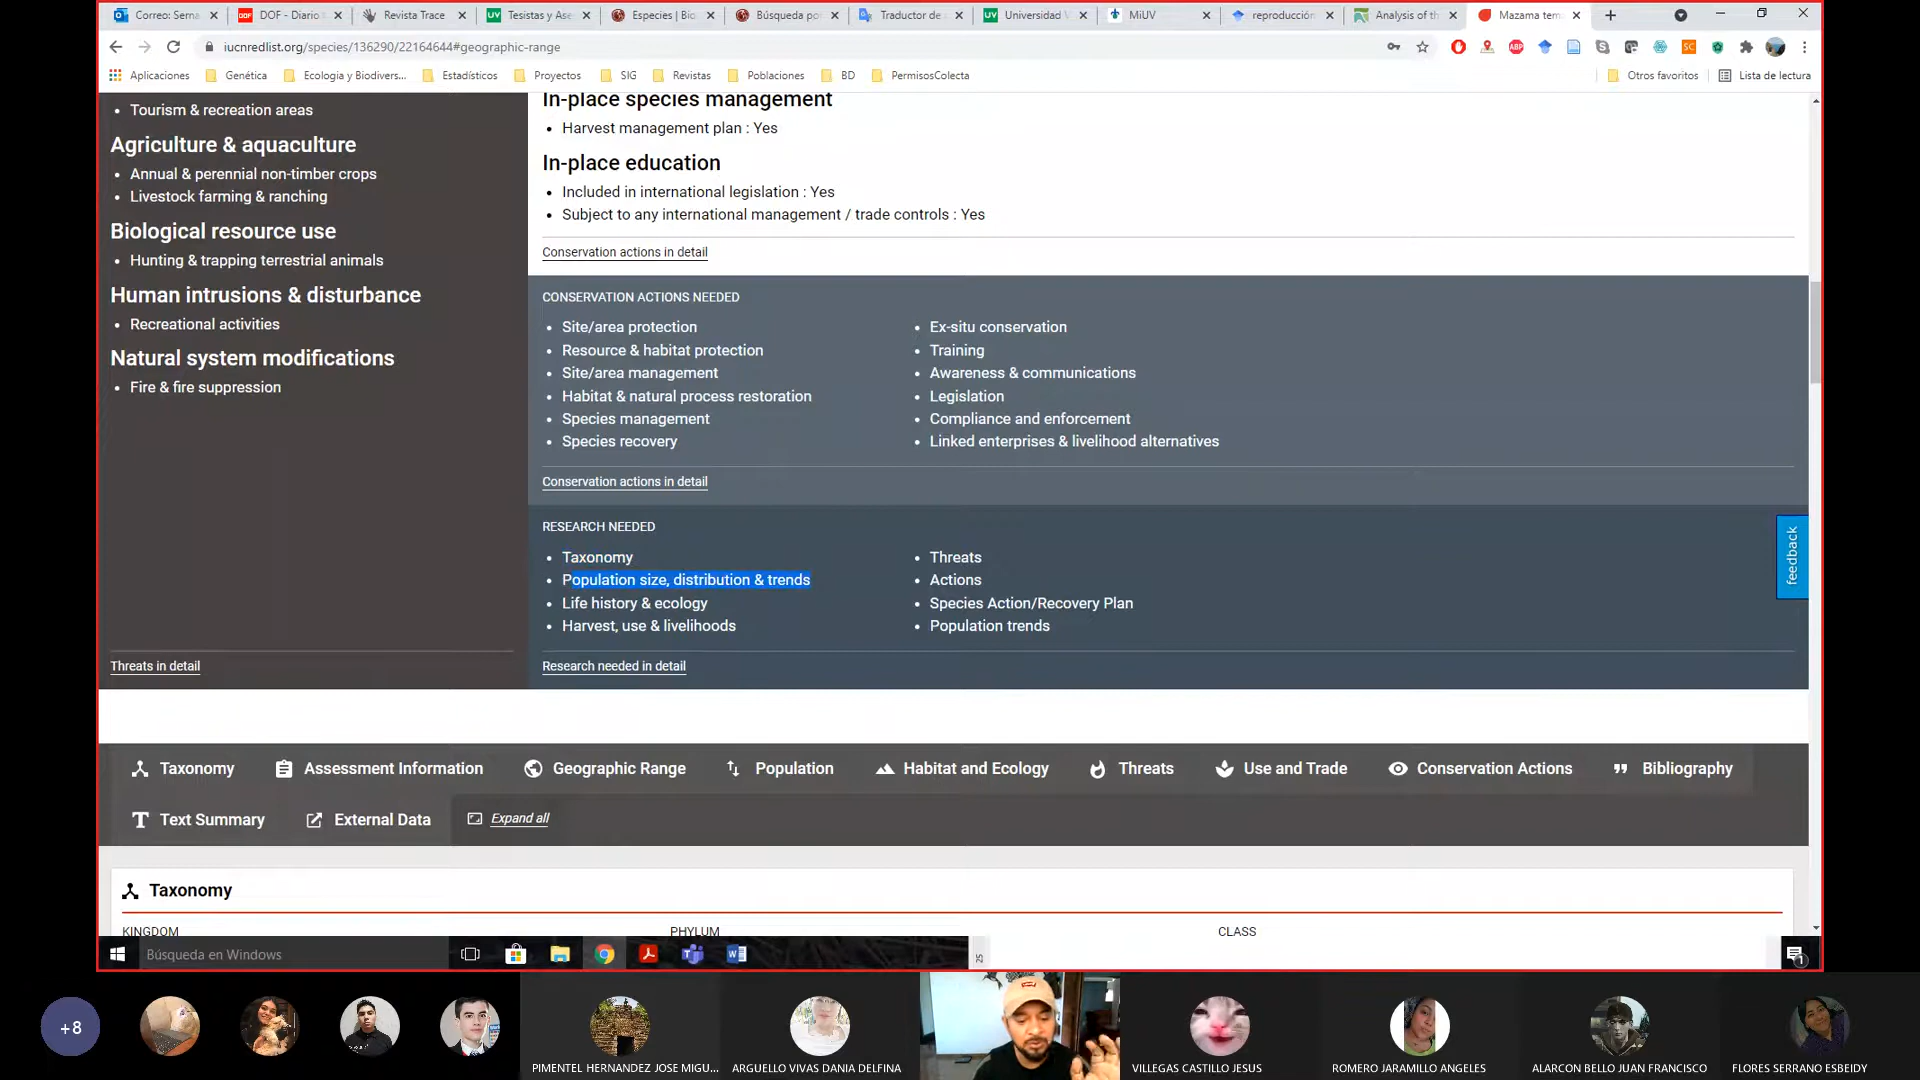 Correo: Sema
DOF - Diario
Revista Trace
Tesistas y Ase
Especies | Bio
Búsqueda por
Traductor de
Universidad V
MiUV
reproducción
Analysis of th
Mazama tem
iucnredlist.org/species/136290/22164644#geographic-range
Aplicaciones
Genética
Ecologia y Biodivers...
Estadísticos
Proyectos
SIG
Revistas
Poblaciones
BD
PermisosColecta
Otros favoritos
Lista de lectura
Tourism & recreation areas
Agriculture & aquaculture
Annual & perennial non-timber crops
Livestock farming & ranching
Biological resource use
Hunting & trapping terrestrial animals
Human intrusions & disturbance
Recreational activities
Natural system modifications
Fire & fire suppression
Threats in detail
In-place species management
Harvest management plan : Yes
In-place education
Included in international legislation : Yes
Subject to any international management / trade controls : Yes
Conservation actions in detail
CONSERVATION ACTIONS NEEDED
Site/area protection
Resource & habitat protection
Site/area management
Habitat & natural process restoration
Species management
Species recovery
Ex-situ conservation
Training
Awareness & communications
Legislation
Compliance and enforcement
Linked enterprises & livelihood alternatives
Conservation actions in detail
RESEARCH NEEDED
Taxonomy
Population size, distribution & trends
Life history & ecology
Harvest, use & livelihoods
Threats
Actions
Species Action/Recovery Plan
Population trends
Research needed in detail
feedback
Taxonomy
Assessment Information
Geographic Range
Population
Habitat and Ecology
Threats
Use and Trade
Conservation Actions
Bibliography
Text Summary
External Data
Expand all
Taxonomy
KINGDOM
PHYLUM
CLASS
Búsqueda en Windows
+8
PIMENTEL HERNANDEZ JOSE MIGU...
ARGUELLO VIVAS DANIA DELFINA
VILLEGAS CASTILLO JESUS
ROMERO JARAMILLO ANGELES
ALARCON BELLO JUAN FRANCISCO
FLORES SERRANO ESBEIDY